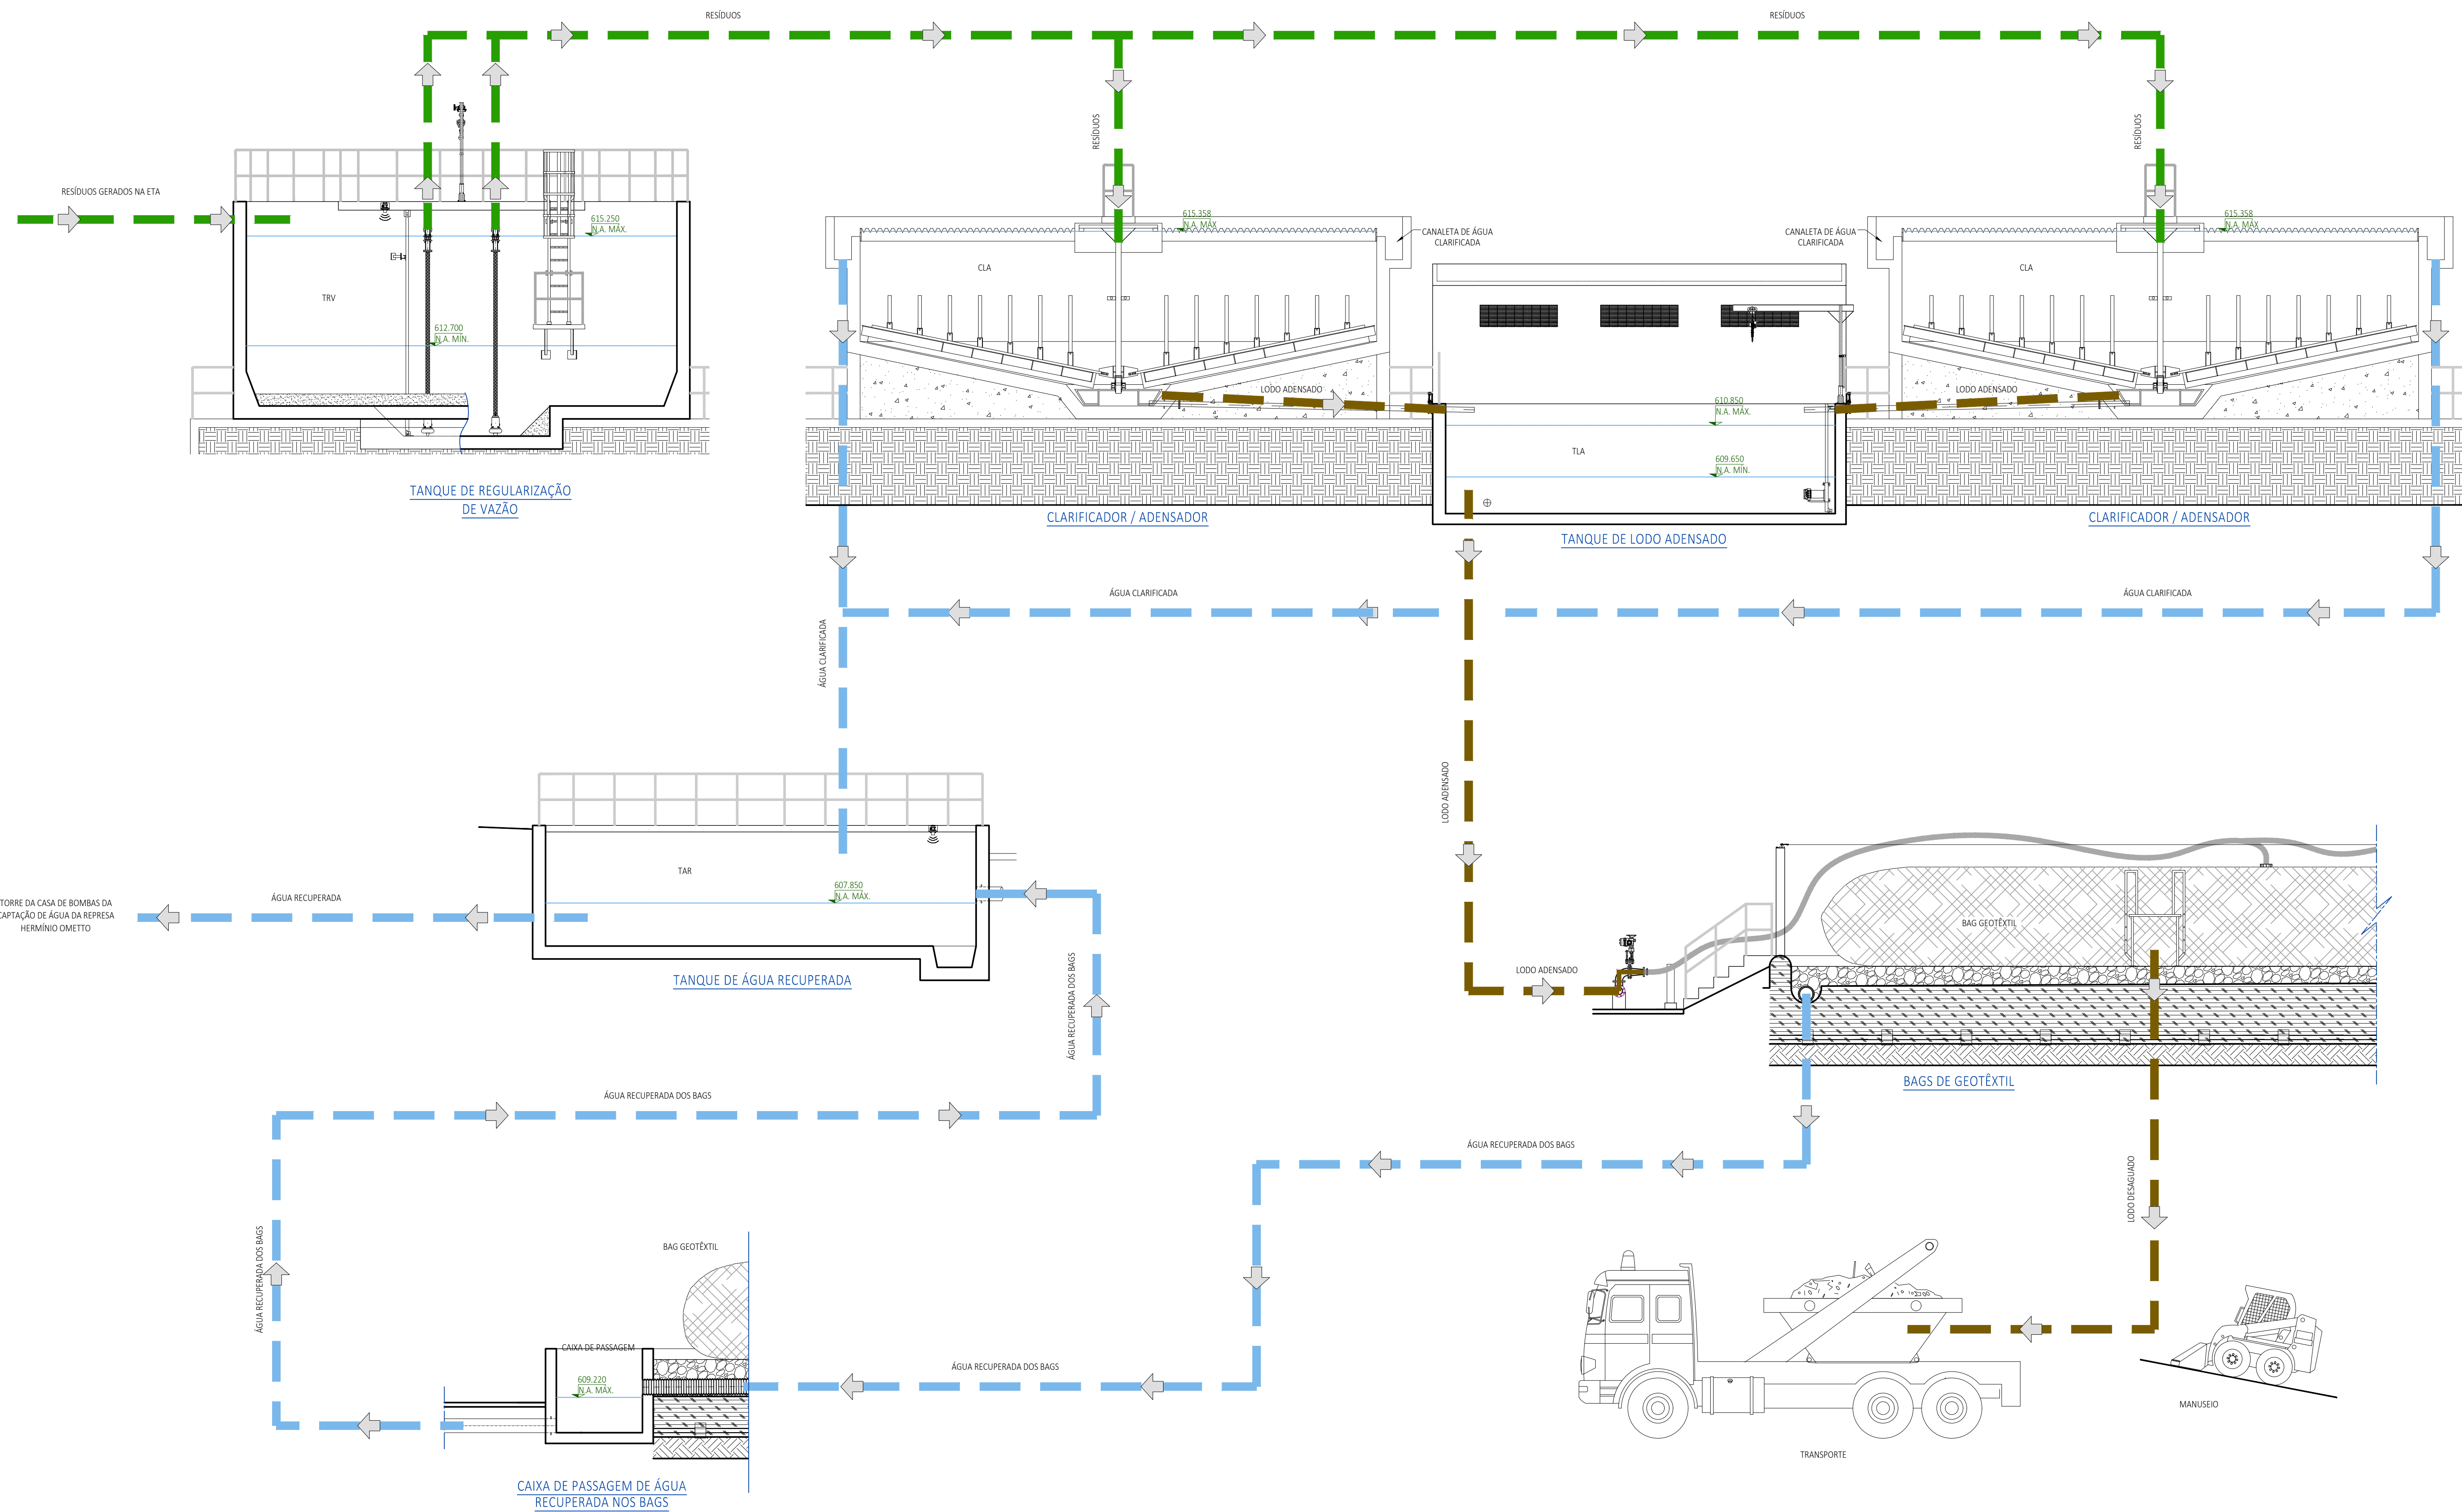 RESÍDUOS
RESÍDUOS
RESÍDUOS
RESÍDUOS
RESÍDUOS GERADOS NA ETA
615.250
N.A. MÁX.
TRV
612.700
N.A. MÍN.
TANQUE DE REGULARIZAÇÃO
DE VAZÃO
615.358
N.A. MÁX
CANALETA DE ÁGUA
CLARIFICADA
CLA
LODO ADENSADO
CLARIFICADOR / ADENSADOR
610.850
N.A. MÁX.
TLA
609.650
N.A. MÍN.
TANQUE DE LODO ADENSADO
CANALETA DE ÁGUA
CLARIFICADA
615.358
N.A. MÁX
CLA
LODO ADENSADO
CLARIFICADOR / ADENSADOR
ÁGUA CLARIFICADA
ÁGUA CLARIFICADA
ÁGUA CLARIFICADA
LODO ADENSADO
TAR
607.850
N.A. MÁX.
TANQUE DE ÁGUA RECUPERADA
ÁGUA RECUPERADA
TORRE DA CASA DE BOMBAS DA
CAPTAÇÃO DE ÁGUA DA REPRESA
HERMÍNIO OMETTO
ÁGUA RECUPERADA DOS BAGS
LODO ADENSADO
BAG GEOTÊXTIL
BAGS DE GEOTÊXTIL
ÁGUA RECUPERADA DOS BAGS
ÁGUA RECUPERADA DOS BAGS
LODO DESAGUADO
ÁGUA RECUPERADA DOS BAGS
BAG GEOTÊXTIL
CAIXA DE PASSAGEM
609.220
N.A. MÁX.
ÁGUA RECUPERADA DOS BAGS
CAIXA DE PASSAGEM DE ÁGUA
RECUPERADA NOS BAGS
TRANSPORTE
MANUSEIO